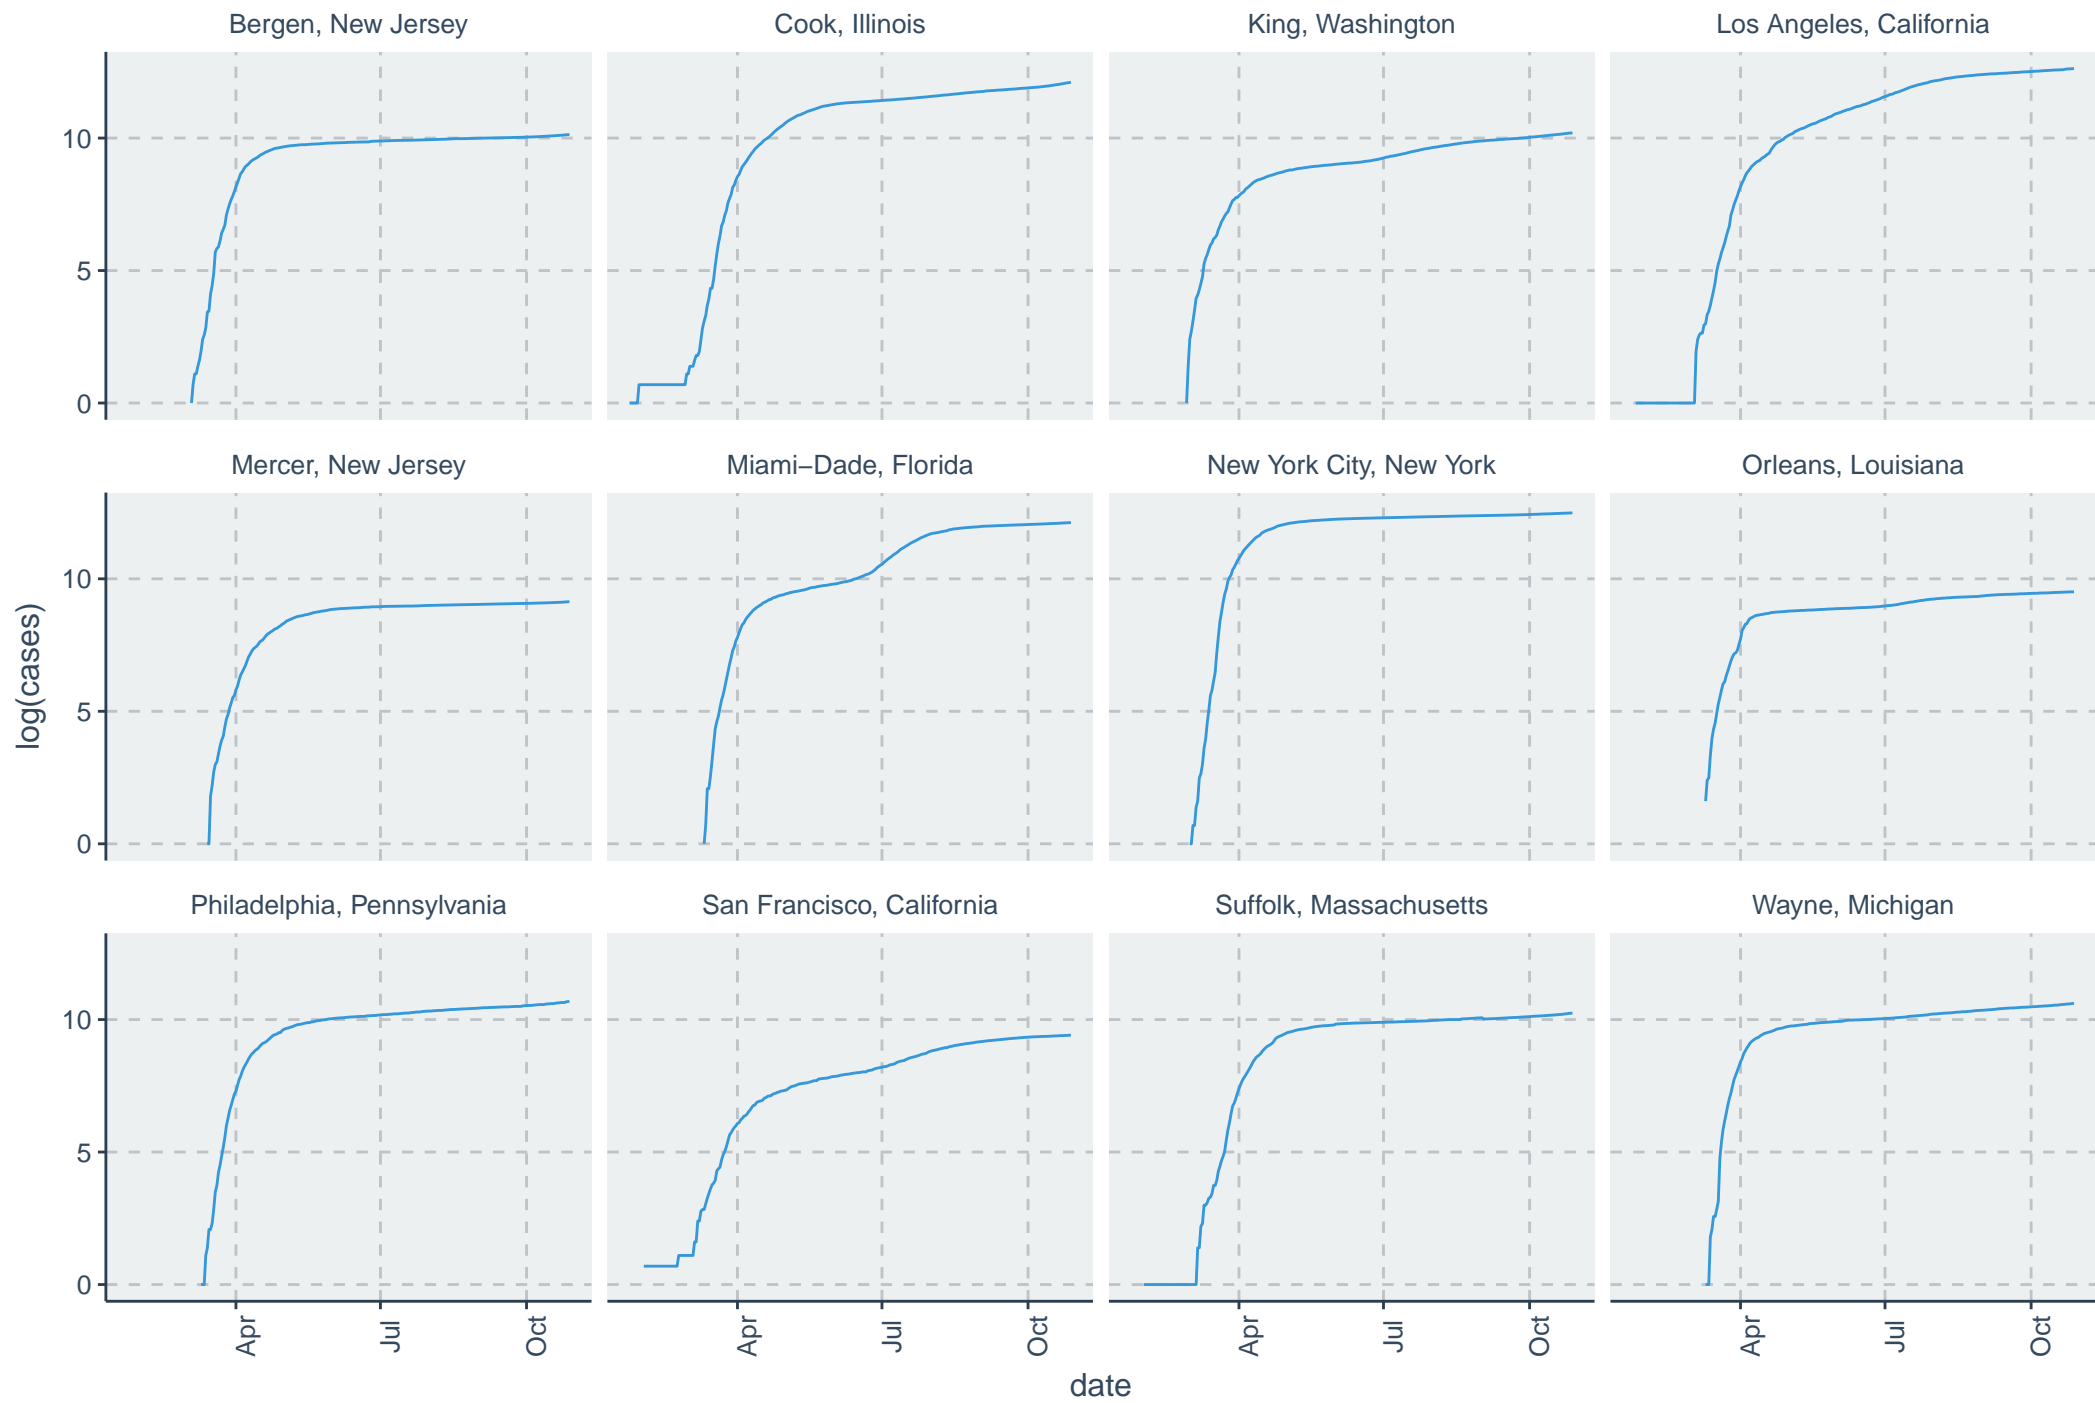 Bergen, New Jersey
Cook, Illinois
King, Washington
Los Angeles, California
10
5
0
Mercer, New Jersey
Miami−Dade, Florida
New York City, New York
Orleans, Louisiana
10
5
0
log(cases)
Philadelphia, Pennsylvania
San Francisco, California
Suffolk, Massachusetts
Wayne, Michigan
10
5
0
Apr
Jul
Oct
Apr
Jul
Oct
Apr
Jul
Oct
Apr
Jul
Oct
date